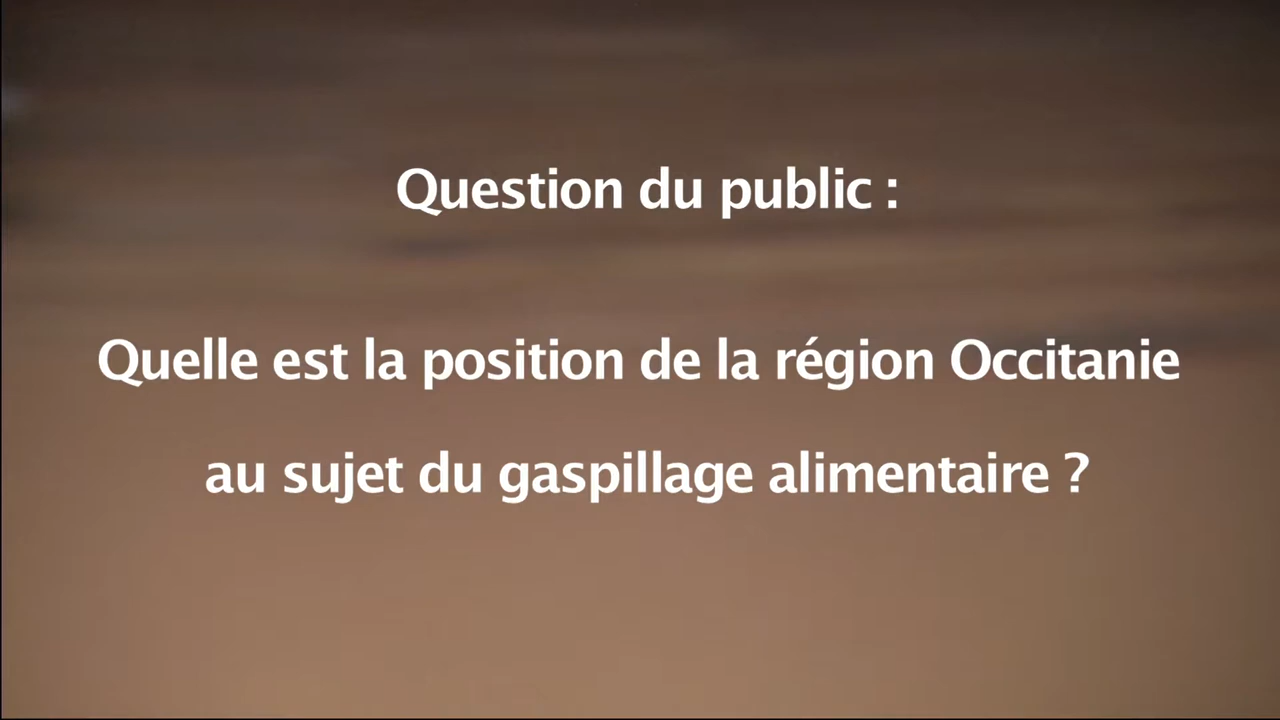 Question du public :
Quelle est la position de la région Occitanie
au sujet du gaspillage alimentaire ?